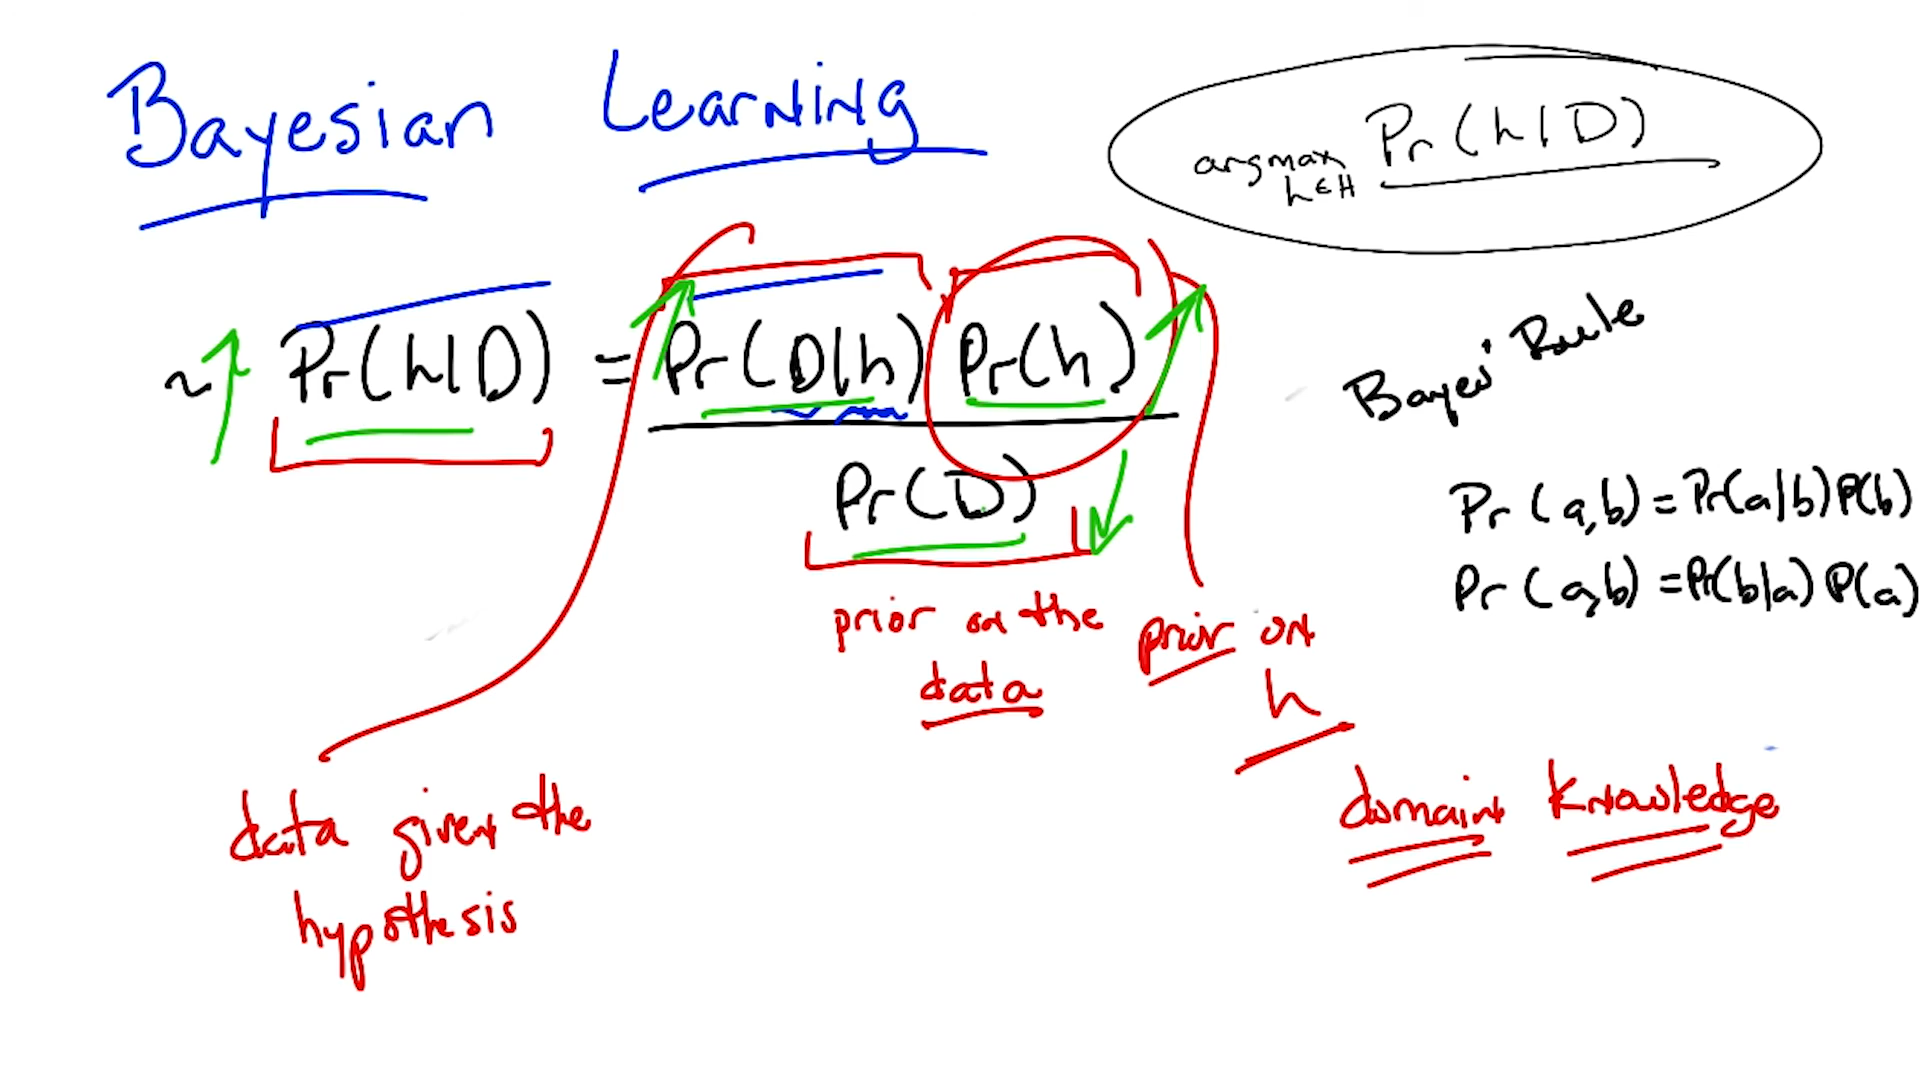 Bayesian Learning
argmax Pr(h|D)
h∈H
~ Pr(h|D) = Pr(D|h) Pr(h)
Pr(D)
Bayes' Rule
Pr(a,b) = Pr(a|b) P(b)
Pr(a,b) = Pr(b|a) P(a)
prior on the
data
prior on
h
domain knowledge
data given the
hypothesis